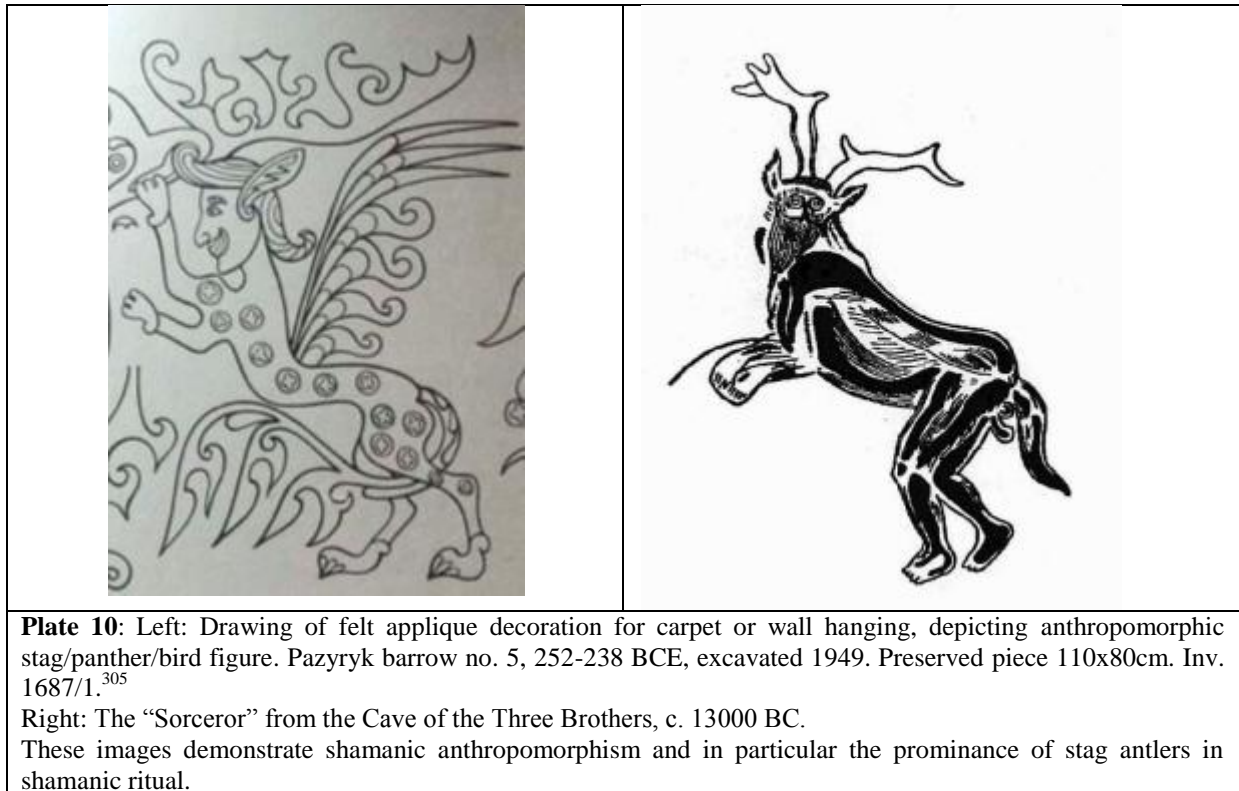 Plate 10: Left: Drawing of felt applique decoration for carpet or wall hanging, depicting anthropomorphic
stag/panther/bird figure. Pazyryk barrow no. 5, 252-238 BCE, excavated 1949. Preserved piece 110x80cm. Inv.
1687/1.305
Right: The “Sorceror” from the Cave of the Three Brothers, c. 13000 BC.
These images demonstrate shamanic anthropomorphism and in particular the prominence of stag antlers in
shamanic ritual.